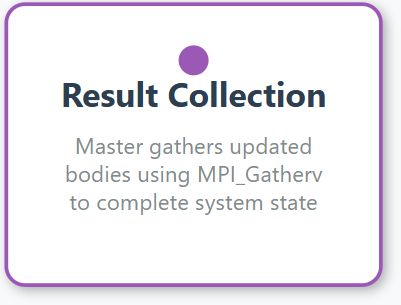 Result Collection
Master gathers updated
bodies using MPI_Gatherv
to complete system state